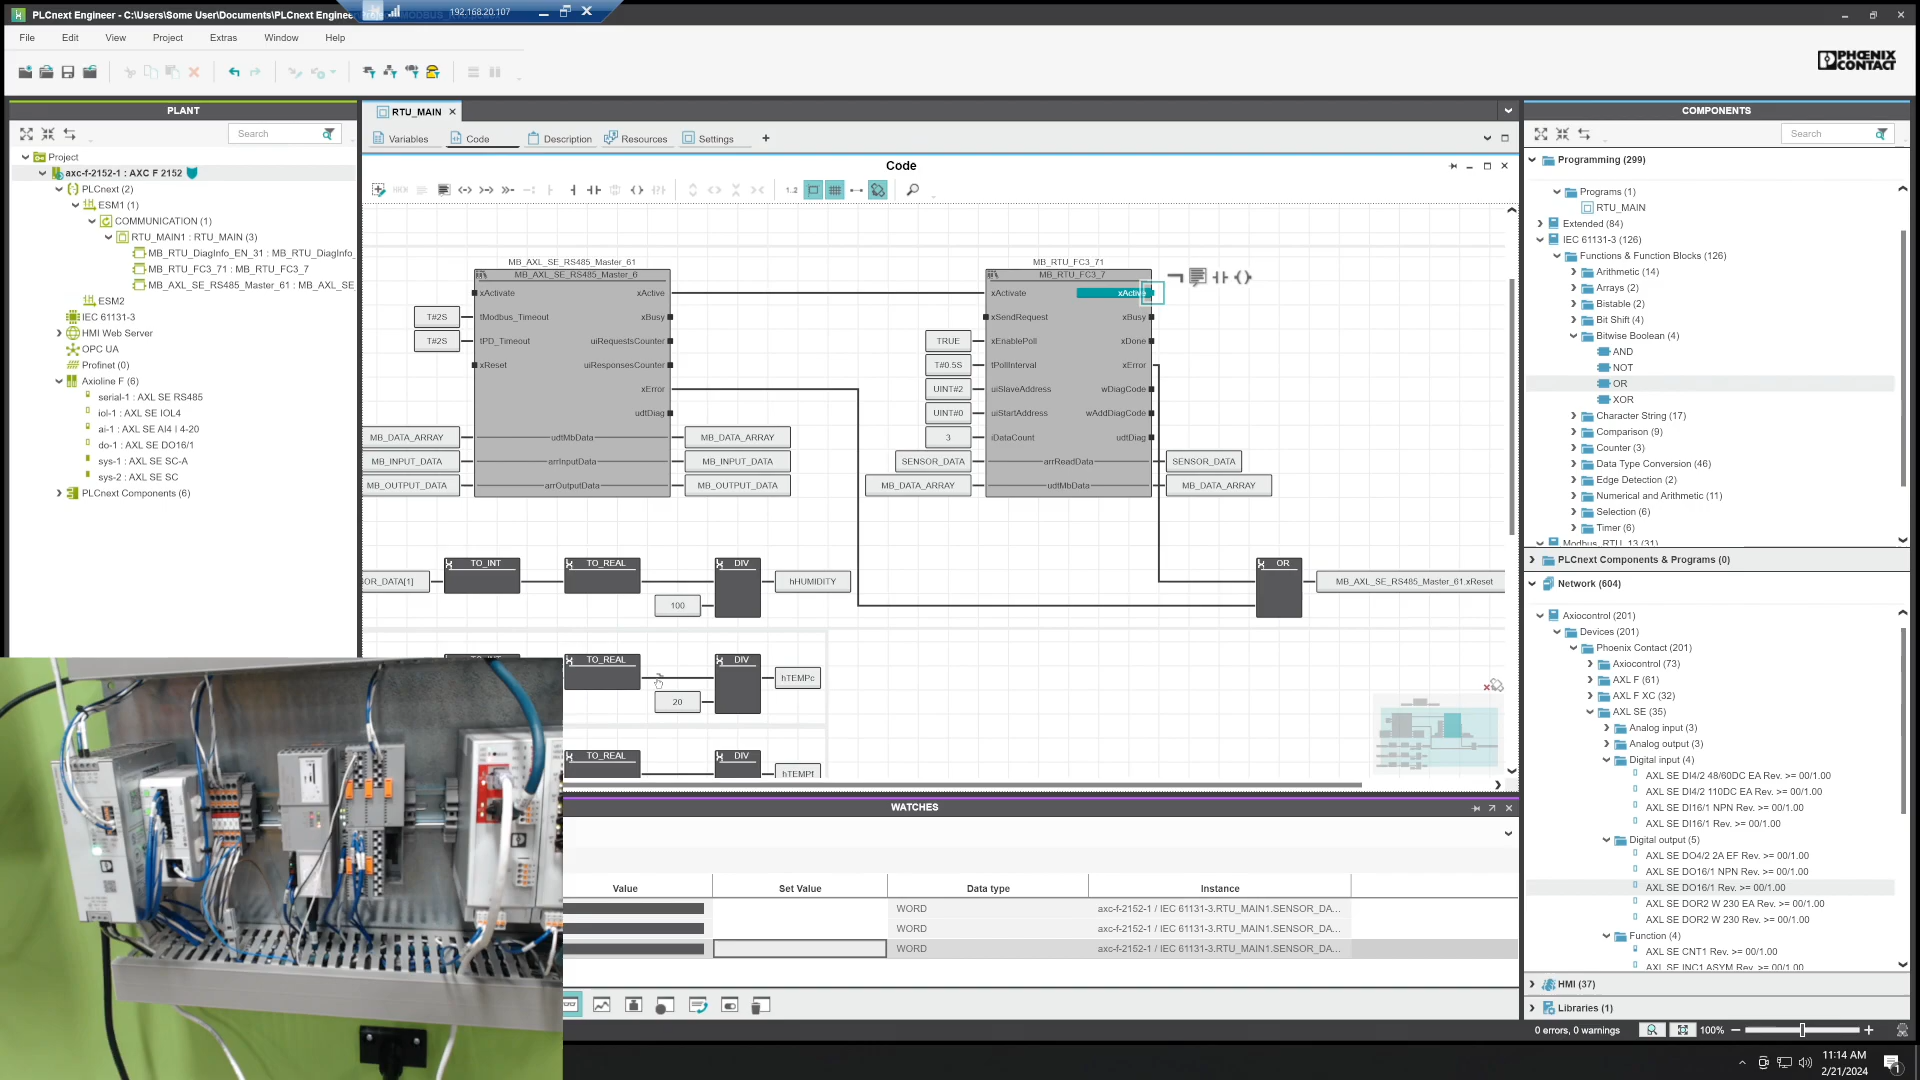 PLCnext Engineer - C:\Users\Some User\Documents\PLCnext Engine
192.168.20.107
File Edit View Project Extras Window Help
PHOENIX CONTACT
PLANT
Search
Project
axc-f-2152-1 : AXC F 2152
PLCnext (2)
ESM1 (1)
COMMUNICATION (1)
RTU_MAIN1 : RTU_MAIN (3)
MB_RTU_DiagInfo_EN_31 : MB_RTU_DiagInfo_
MB_RTU_FC3_71 : MB_RTU_FC3_7
MB_AXL_SE_RS485_Master_61 : MB_AXL_SE
ESM2
IEC 61131-3
HMI Web Server
OPC UA
Profinet (0)
Axioline F (6)
serial-1 : AXL SE RS485
iol-1 : AXL SE IOL4
ai-1 : AXL SE AI4 I 4-20
do-1 : AXL SE DO16/1
sys-1 : AXL SE SC-A
sys-2 : AXL SE SC
PLCnext Components (6)
RTU_MAIN
Variables Code Description Resources Settings
Code
1..2
MB_AXL_SE_RS485_Master_61
MB_AXL_SE_RS485_Master_6
xActivate xActive
T#2S tModbus_Timeout xBusy
T#2S tPD_Timeout uiRequestsCounter
xReset uiResponsesCounter
xError
udtDiag
MB_DATA_ARRAY udtMbData MB_DATA_ARRAY
MB_INPUT_DATA arrInputData MB_INPUT_DATA
MB_OUTPUT_DATA arrOutputData MB_OUTPUT_DATA
MB_RTU_FC3_71
MB_RTU_FC3_7
xActivate xActive
xSendRequest xBusy
TRUE xEnablePoll xDone
T#0.5S tPollInterval xError
UINT#2 uiSlaveAddress wDiagCode
UINT#0 uiStartAddress wAddDiagCode
3 iDataCount udtDiag
SENSOR_DATA arrReadData SENSOR_DATA
MB_DATA_ARRAY udtMbData MB_DATA_ARRAY
TO_INT TO_REAL DIV OR
OR_DATA[1] hHUMIDITY MB_AXL_SE_RS485_Master_61.xReset
100
TO_REAL DIV
hTEMPc
20
TO_REAL DIV
hTEMPf
WATCHES
Value Set Value Data type Instance
WORD axc-f-2152-1 / IEC 61131-3.RTU_MAIN1.SENSOR_DA...
WORD axc-f-2152-1 / IEC 61131-3.RTU_MAIN1.SENSOR_DA...
WORD axc-f-2152-1 / IEC 61131-3.RTU_MAIN1.SENSOR_DA...
COMPONENTS
Search
Programming (299)
Programs (1)
RTU_MAIN
Extended (84)
IEC 61131-3 (126)
Functions & Function Blocks (126)
Arithmetic (14)
Arrays (2)
Bistable (2)
Bit Shift (4)
Bitwise Boolean (4)
AND
NOT
OR
XOR
Character String (17)
Comparison (9)
Counter (3)
Data Type Conversion (46)
Edge Detection (2)
Numerical and Arithmetic (11)
Selection (6)
Timer (6)
Modbus_RTU_13 (31)
PLCnext Components & Programs (0)
Network (604)
Axiocontrol (201)
Devices (201)
Phoenix Contact (201)
Axiocontrol (73)
AXL F (61)
AXL F XC (32)
AXL SE (35)
Analog input (3)
Analog output (3)
Digital input (4)
AXL SE DI4/2 48/60DC EA Rev. >= 00/1.00
AXL SE DI4/2 110DC EA Rev. >= 00/1.00
AXL SE DI16/1 NPN Rev. >= 00/1.00
AXL SE DI16/1 Rev. >= 00/1.00
Digital output (5)
AXL SE DO4/2 2A EF Rev. >= 00/1.00
AXL SE DO16/1 NPN Rev. >= 00/1.00
AXL SE DO16/1 Rev. >= 00/1.00
AXL SE DOR2 W 230 EA Rev. >= 00/1.00
AXL SE DOR2 W 230 Rev. >= 00/1.00
Function (4)
AXL SE CNT1 Rev. >= 00/1.00
AXL SE INC1 ASYM Rev. >= 00/1.00
HMI (37)
Libraries (1)
0 errors, 0 warnings 100%
11:14 AM
2/21/2024
1